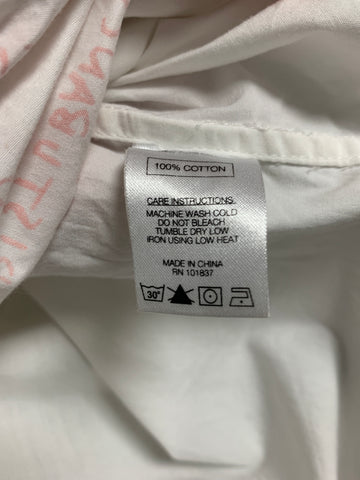 100% COTTON
CARE INSTRUCTIONS:
MACHINE WASH COLD
DO NOT BLEACH
TUMBLE DRY LOW
IRON USING LOW HEAT
MADE IN CHINA
RN 101837
30°